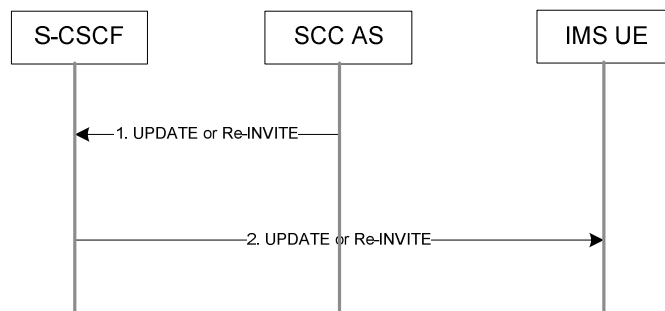 S-CSCF
SCC AS
IMS UE
1. UPDATE or Re-INVITE
2. UPDATE or Re-INVITE